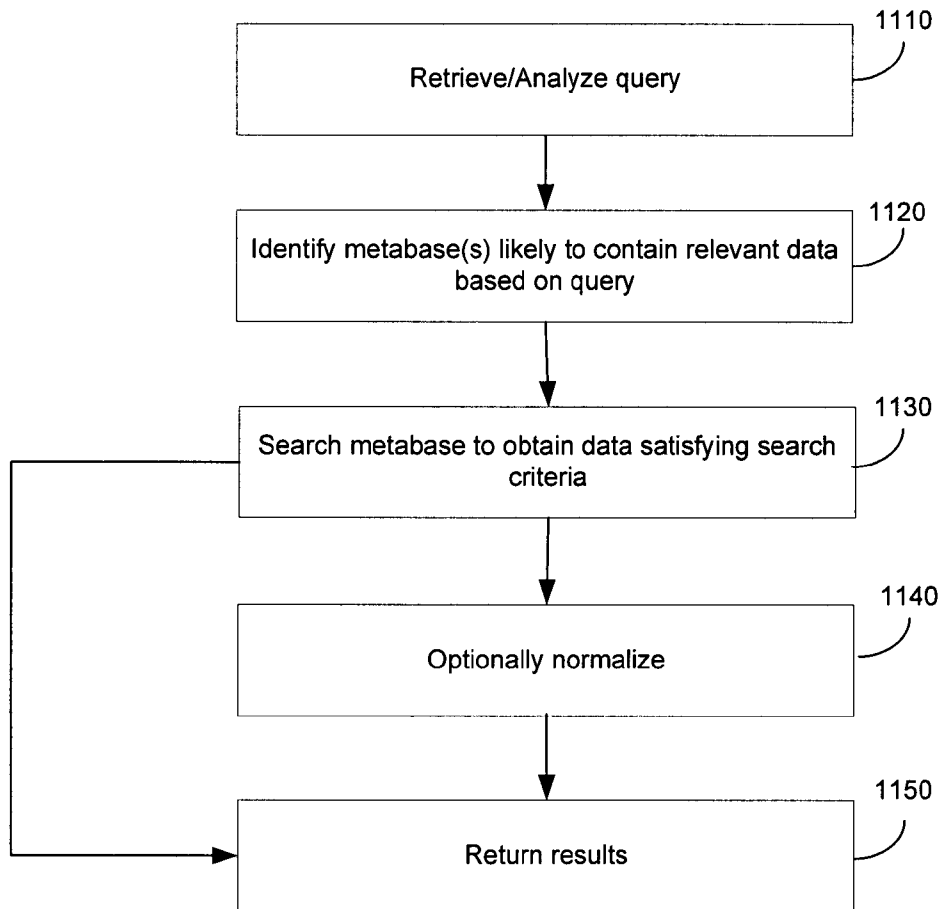 1110
Retrieve/Analyze query
1120
Identify metabase(s) likely to contain relevant data
based on query
1130
Search metabase to obtain data satisfying search
criteria
1140
Optionally normalize
1150
Return results